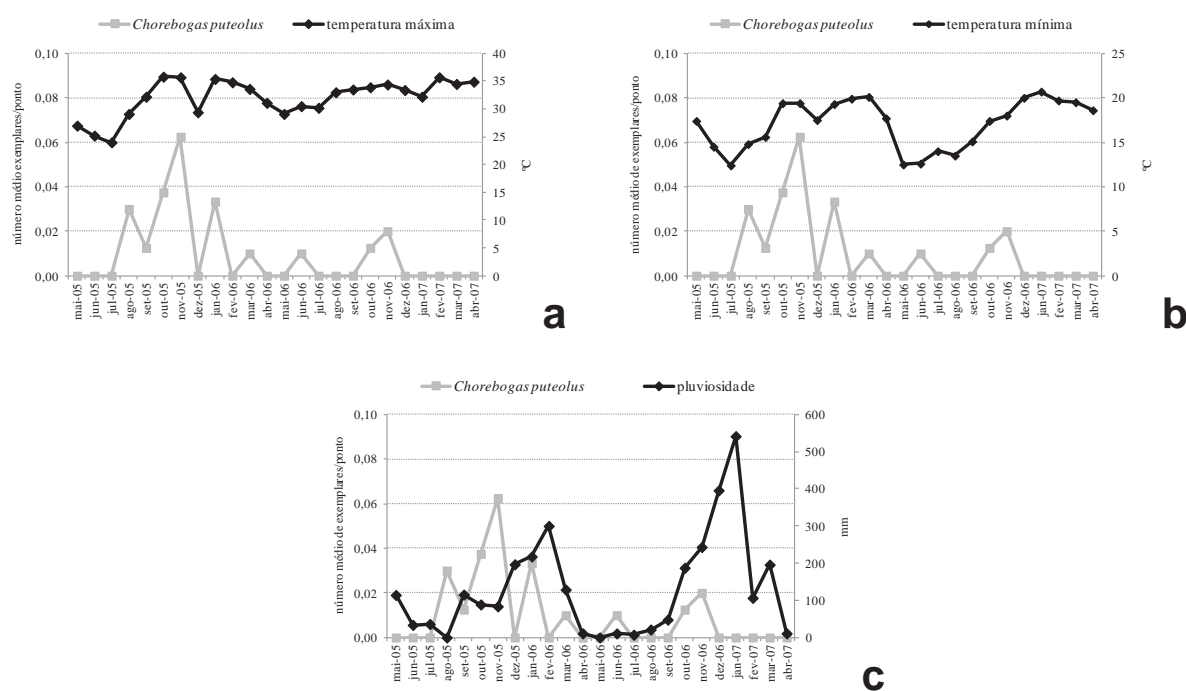 Chorebogas puteolus temperatura máxima
0,10
0,08
0,06
0,04
0,02
0,00
número médio de exemplares/ponto
40
35
30
25
20
15
10
5
0
ºC
mai-05 jun-05 jul-05 ago-05 set-05 out-05 nov-05 dez-05 jan-06 fev-06 mar-06 abr-06 mai-06 jun-06 jul-06 ago-06 set-06 out-06 nov-06 dez-06 jan-07 fev-07 mar-07 abr-07
a
Chorebogas puteolus temperatura mínima
0,10
0,08
0,06
0,04
0,02
0,00
número médio de exemplares/ponto
25
20
15
10
5
0
ºC
mai-05 jun-05 jul-05 ago-05 set-05 out-05 nov-05 dez-05 jan-06 fev-06 mar-06 abr-06 mai-06 jun-06 jul-06 ago-06 set-06 out-06 nov-06 dez-06 jan-07 fev-07 mar-07 abr-07
b
Chorebogas puteolus pluviosidade
0,10
0,08
0,06
0,04
0,02
0,00
número médio de exemplares/ponto
600
500
400
300
200
100
0
mm
mai-05 jun-05 jul-05 ago-05 set-05 out-05 nov-05 dez-05 jan-06 fev-06 mar-06 abr-06 mai-06 jun-06 jul-06 ago-06 set-06 out-06 nov-06 dez-06 jan-07 fev-07 mar-07 abr-07
c